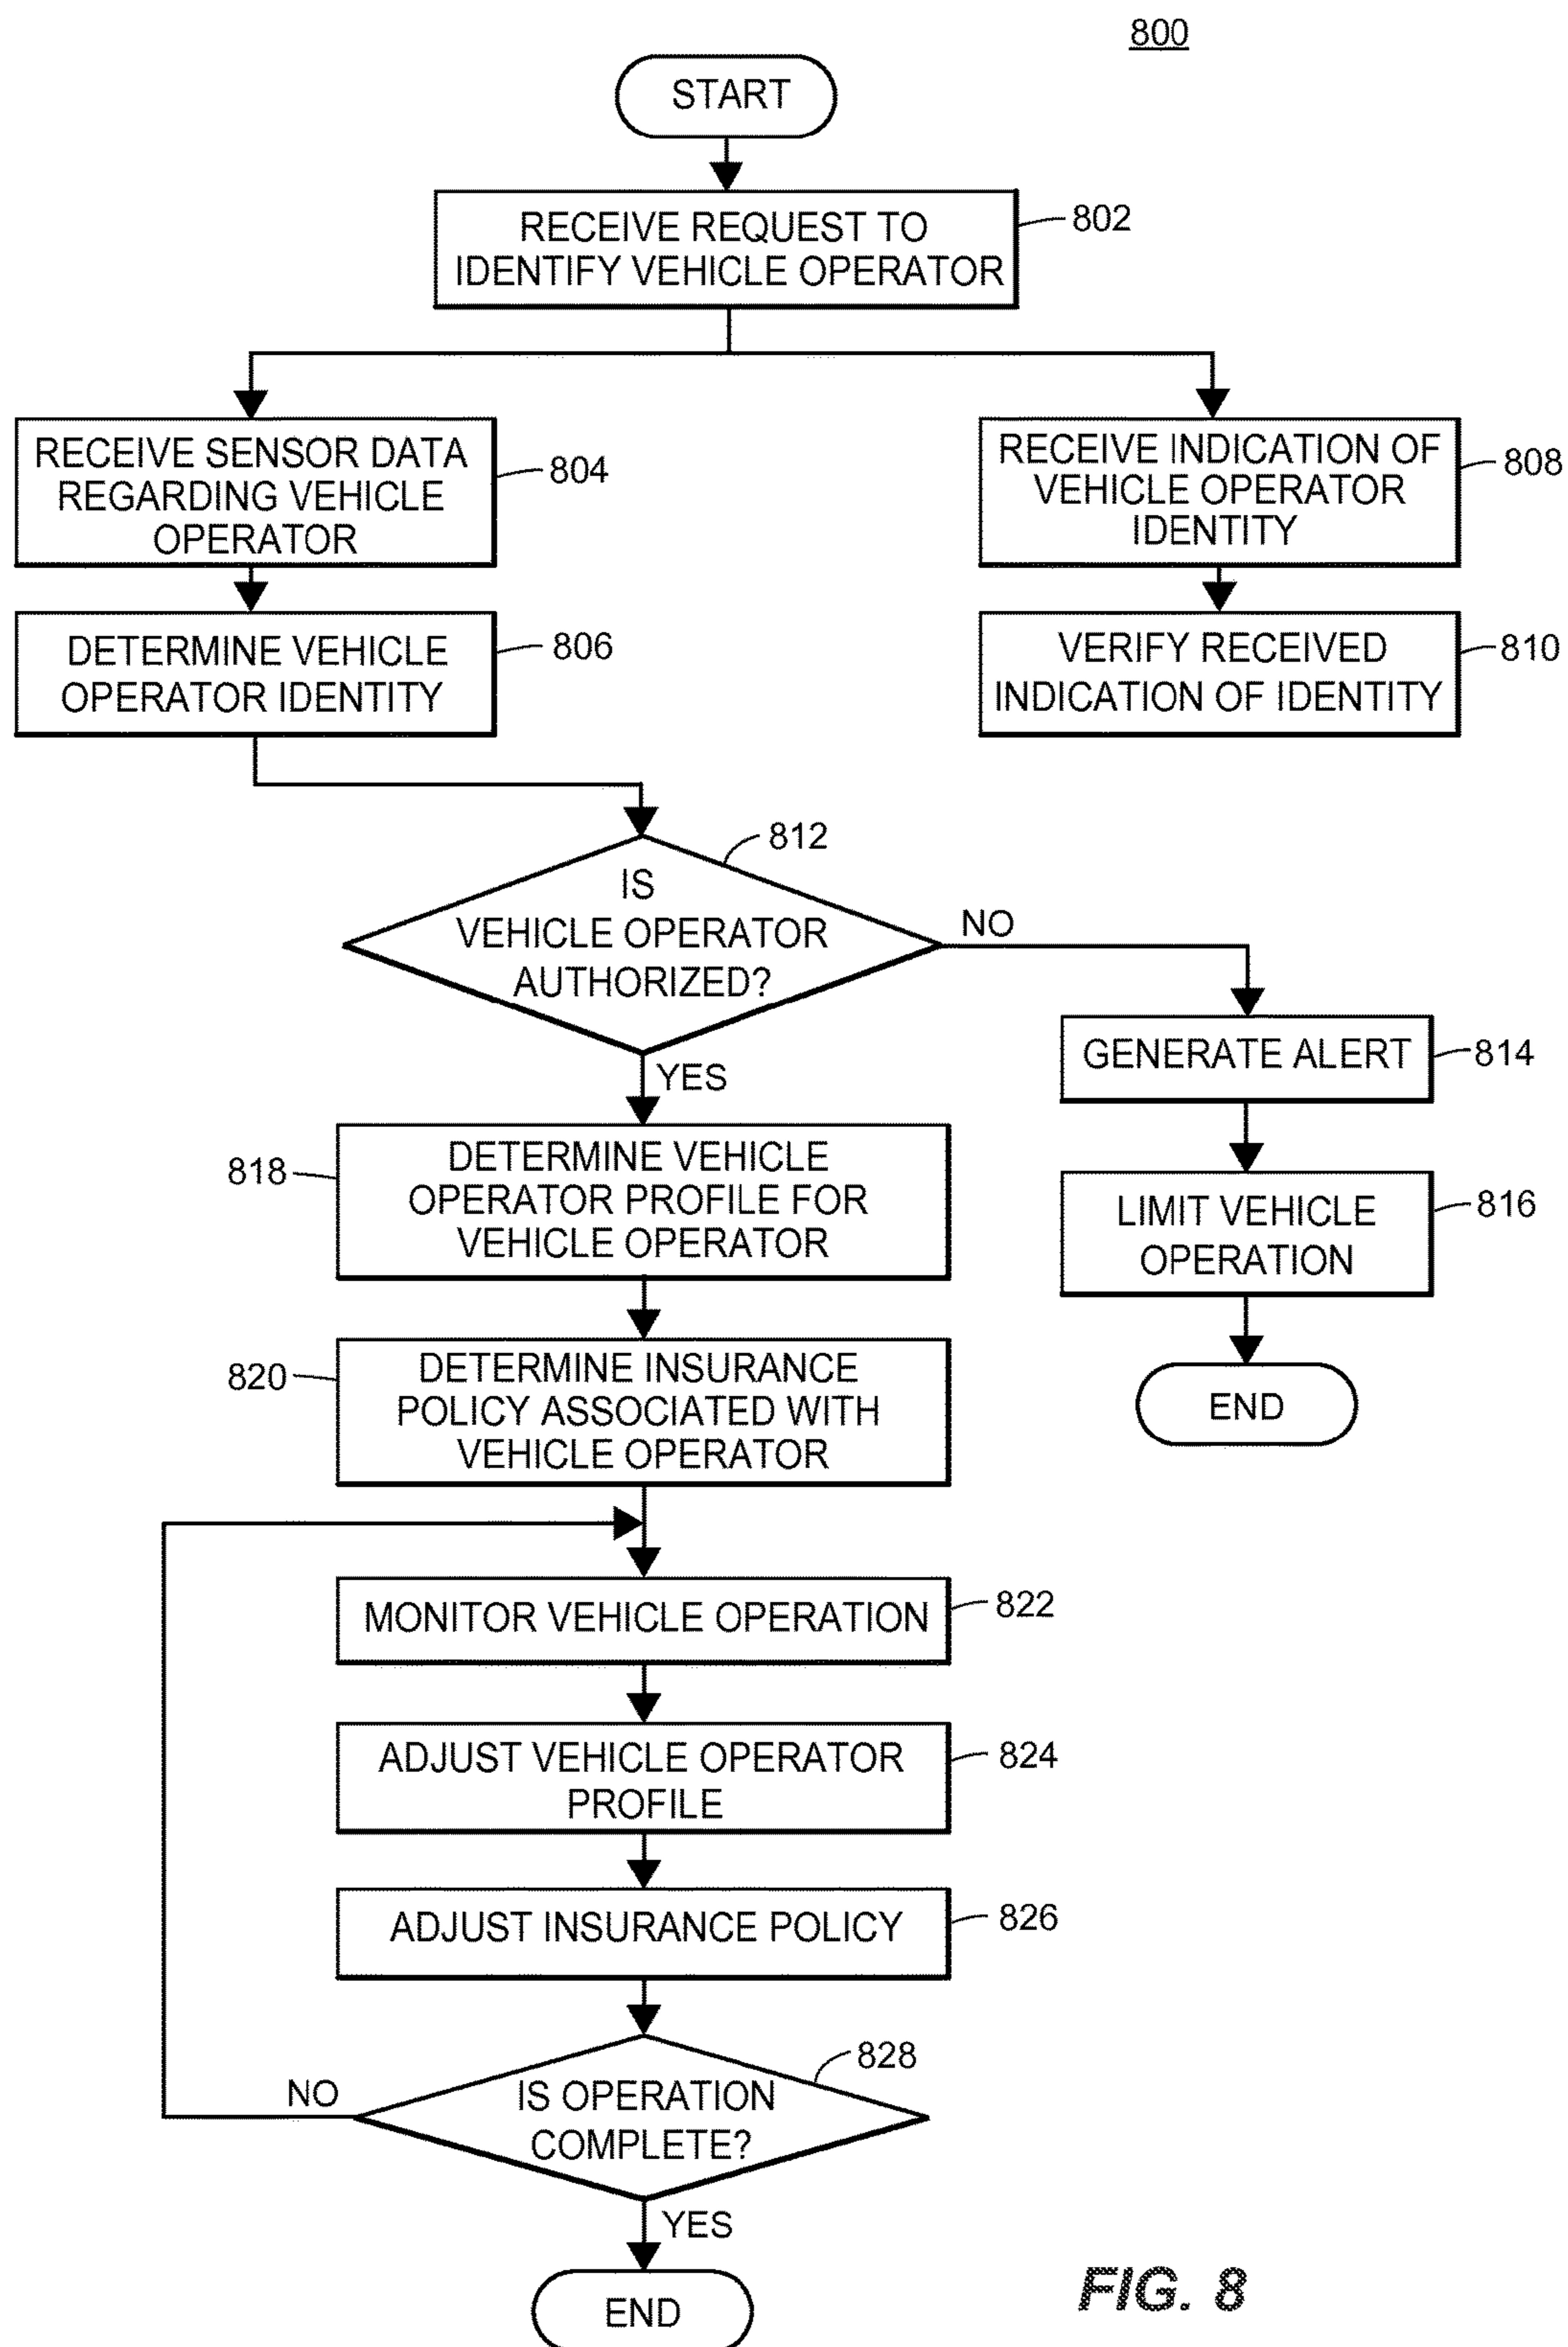 800
START
RECEIVE REQUEST TO
IDENTIFY VEHICLE OPERATOR
802
RECEIVE SENSOR DATA
REGARDING VEHICLE
OPERATOR
804
RECEIVE INDICATION OF
VEHICLE OPERATOR
IDENTITY
808
DETERMINE VEHICLE
OPERATOR IDENTITY
806
VERIFY RECEIVED
INDICATION OF IDENTITY
810
812
IS
VEHICLE OPERATOR
AUTHORIZED?
NO
YES
GENERATE ALERT
814
818
DETERMINE VEHICLE
OPERATOR PROFILE FOR
VEHICLE OPERATOR
LIMIT VEHICLE
OPERATION
816
820
DETERMINE INSURANCE
POLICY ASSOCIATED WITH
VEHICLE OPERATOR
END
MONITOR VEHICLE OPERATION
822
ADJUST VEHICLE OPERATOR
PROFILE
824
ADJUST INSURANCE POLICY
826
828
IS OPERATION
COMPLETE?
NO
YES
END
FIG. 8